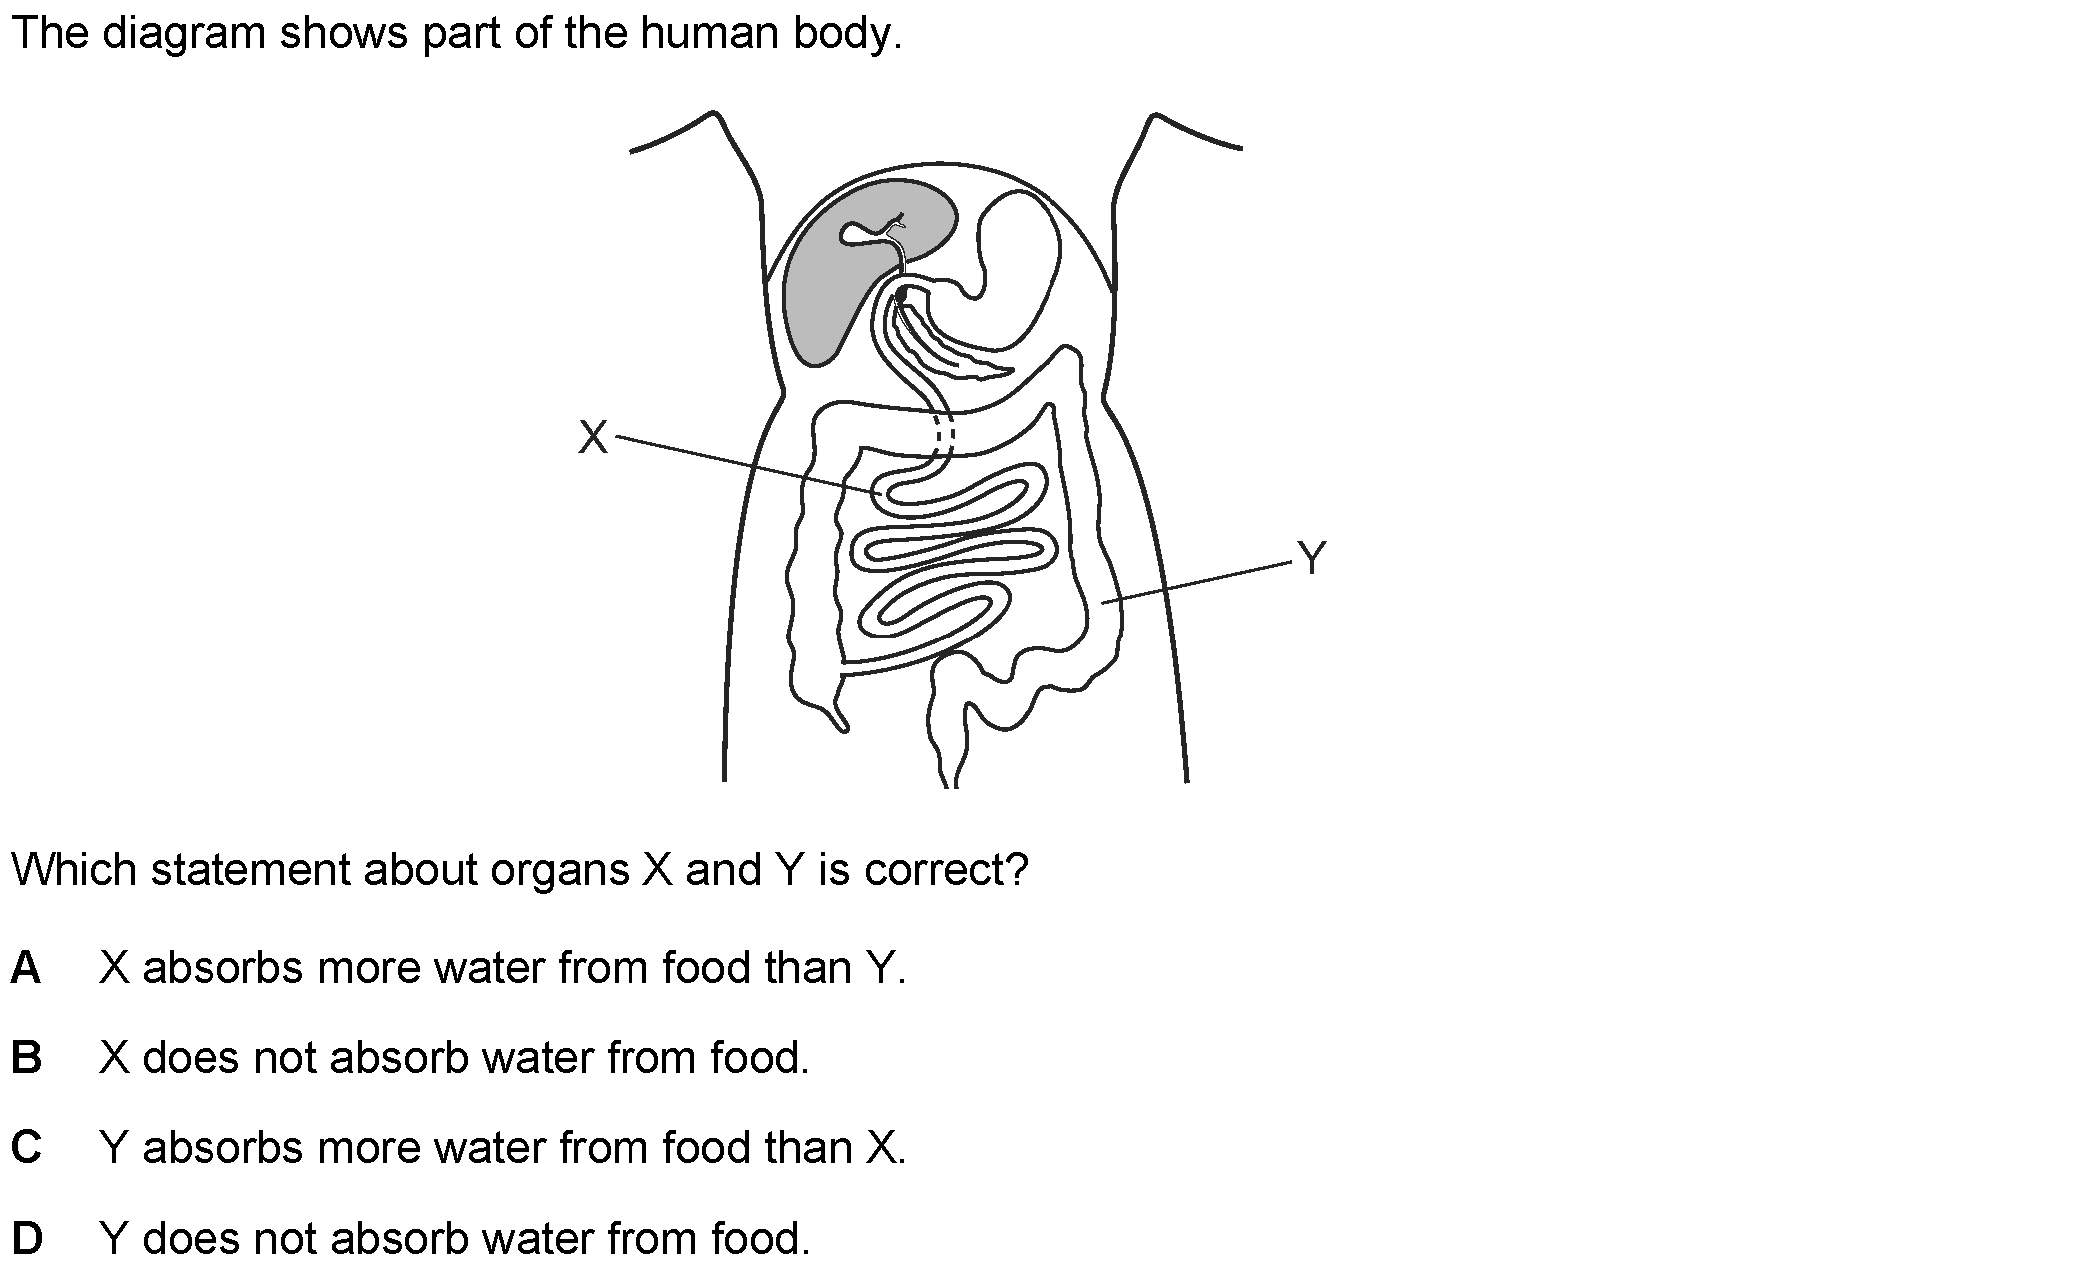 The diagram shows part of the human body.
X
Y
Which statement about organs X and Y is correct?
A X absorbs more water from food than Y.
B X does not absorb water from food.
C Y absorbs more water from food than X.
D Y does not absorb water from food.